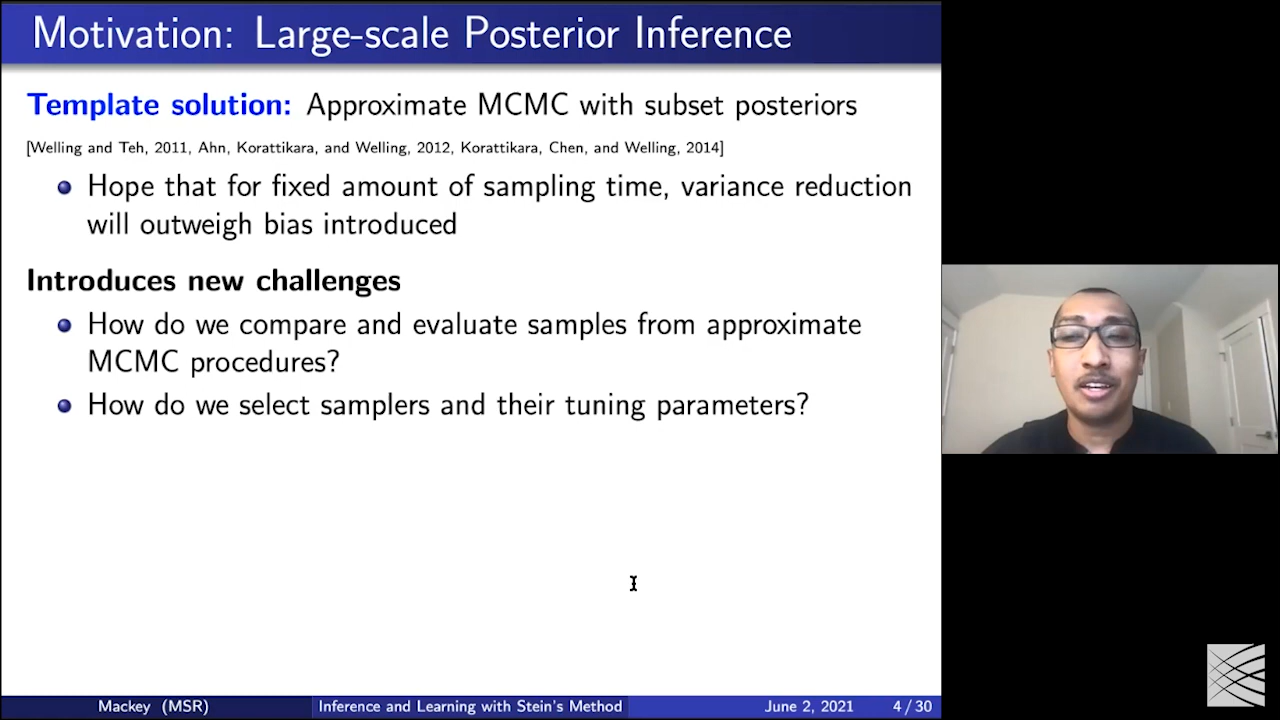 Motivation: Large-scale Posterior Inference
Template solution: Approximate MCMC with subset posteriors
[Welling and Teh, 2011, Ahn, Korattikara, and Welling, 2012, Korattikara, Chen, and Welling, 2014]
Hope that for fixed amount of sampling time, variance reduction
will outweigh bias introduced
Introduces new challenges
How do we compare and evaluate samples from approximate
MCMC procedures?
How do we select samplers and their tuning parameters?
Mackey (MSR)
Inference and Learning with Stein's Method
June 2, 2021
4 / 30